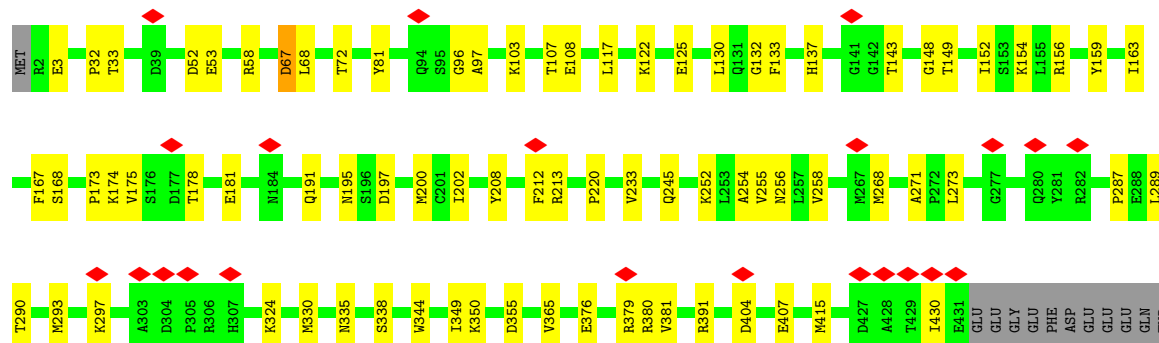 MET R2 E3 P32 T33 D39 D52 E53 R58 D67 L68 T72 Y81 Q94 S95 G96 A97 K103 T107 E108 L117 K122 E125 L130 Q131 G132 F133 H137 G141 G142 T143 G148 T149 I152 S153 K154 L155 R156 Y159 I163
F167 S168 P173 K174 V175 S176 D177 T178 E181 N184 Q191 N195 S196 D197 M200 C201 I202 Y208 F212 R213 P220 V233 Q245 K252 L253 A254 V255 N256 L257 V258 M267 M268 A271 P272 L273 G277 Q280 Y281 R282 P287 E288 L289
T290 M293 K297 A303 D304 P305 R306 H307 K324 M330 N335 S338 W344 I349 K350 D355 V365 E376 R379 R380 V381 R391 D404 E407 M415 D427 A428 T429 I430 E431 GLU GLU GLY GLU PHE ASP GLU GLU GLU GLN